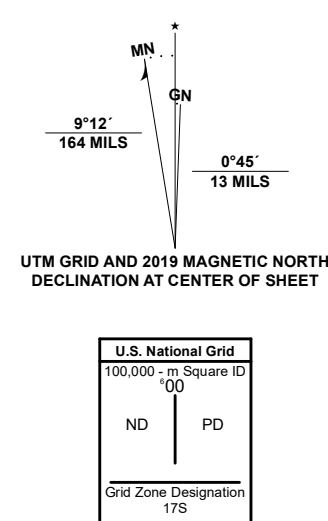 ★
MN
GN
9°12´
164 MILS
0°45´
13 MILS
UTM GRID AND 2019 MAGNETIC NORTH
DECLINATION AT CENTER OF SHEET
U.S. National Grid
100,000 - m Square ID
⁶00
ND PD
Grid Zone Designation
17S